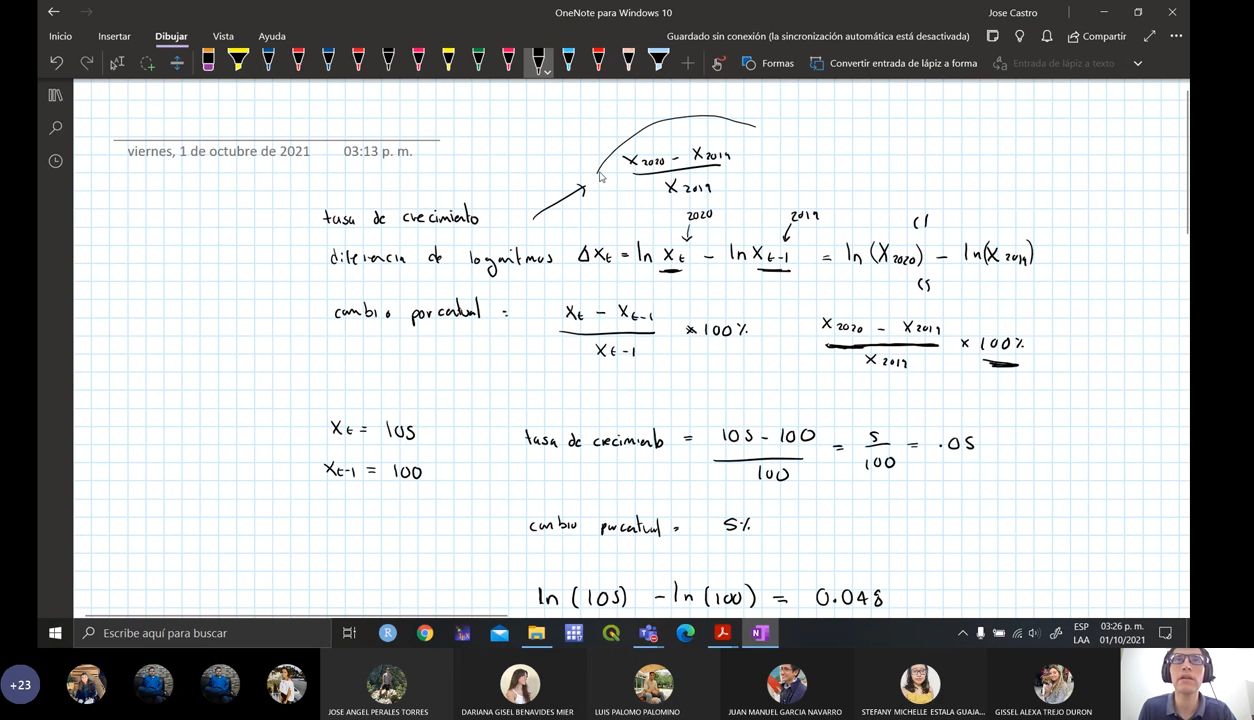 OneNote para Windows 10
Jose Castro
Inicio Insertar Dibujar Vista Ayuda
Guardado sin conexión (la sincronización automática está desactivada)
Compartir
Formas
Convertir entrada de lápiz a forma
Entrada de lápiz a texto
viernes, 1 de octubre de 2021 03:13 p. m.
X2020 - X2019
X2019
tasa de crecimiento
2020 2019
diferencia de logaritmos ΔXt = ln Xt - ln Xt-1 = ln (X2020) - ln(X2019)
cambio porcentual =
Xt - Xt-1
Xt-1
* 100%
X2020 - X2019
X2019
x 100%
Xt = 105
Xt-1 = 100
tasa de crecimiento = 105 - 100 = 5 = .05
100 100
cambio porcentual = 5%
ln (105) - ln (100) = 0.048
Escribe aquí para buscar
ESP
LAA
03:26 p. m.
01/10/2021
+23
JOSE ANGEL PERALES TORRES
DARIANA GISEL BENAVIDES MIER
LUIS PALOMO PALOMINO
JUAN MANUEL GARCIA NAVARRO
STEFANY MICHELLE ESTALA GUAJA...
GISSEL ALEXA TREJO DURON